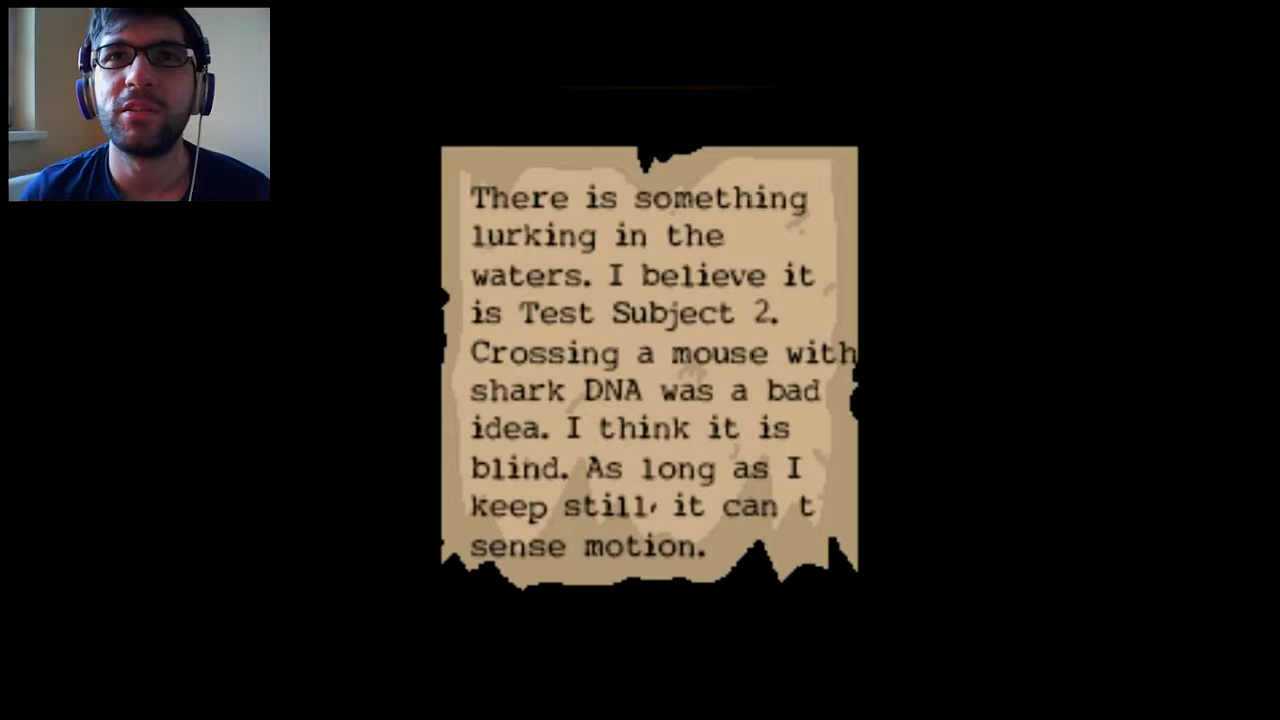 There is something
lurking in the
waters. I believe it
is Test Subject 2.
Crossing a mouse with
shark DNA was a bad
idea. I think it is
blind. As long as I
keep still, it can t
sense motion.